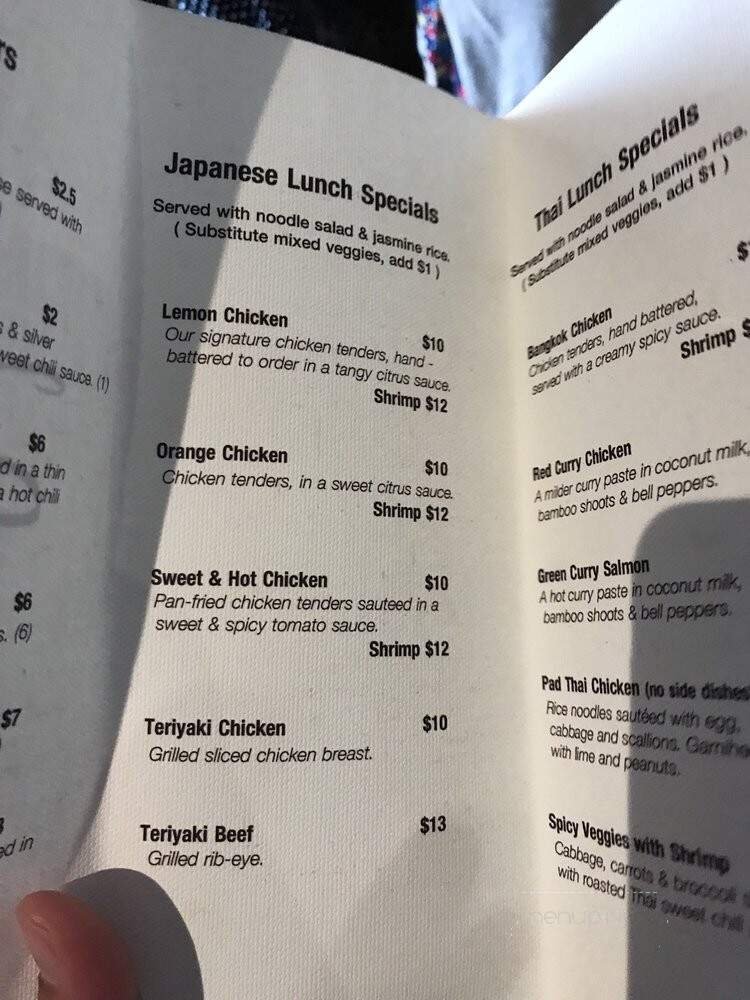 rs
$2.5
served with
$2
& silver
sweet chili sauce. (1)
$6
in a thin
a hot chili
$6
(6)
$7
in
Japanese Lunch Specials
Served with noodle salad & jasmine rice.
( Substitute mixed veggies, add $1 )
Lemon Chicken $10
Our signature chicken tenders, hand -
battered to order in a tangy citrus sauce.
Shrimp $12
Orange Chicken $10
Chicken tenders, in a sweet citrus sauce.
Shrimp $12
Sweet & Hot Chicken $10
Pan-fried chicken tenders sauteed in a
sweet & spicy tomato sauce.
Shrimp $12
Teriyaki Chicken $10
Grilled sliced chicken breast.
Teriyaki Beef $13
Grilled rib-eye.
Thai Lunch Specials
Served with noodle salad & jasmine rice.
( Substitute mixed veggies, add $1 )
Bangkok Chicken $
Chicken tenders, hand battered,
served with a creamy spicy sauce.
Shrimp $
Red Curry Chicken
A milder curry paste in coconut milk,
bamboo shoots & bell peppers.
Green Curry Salmon
A hot curry paste in coconut milk,
bamboo shoots & bell peppers.
Pad Thai Chicken (no side dishes
Rice noodles sautéed with egg,
cabbage and scallions.
with lime and peanuts.
Spicy Veggies with Shrimp
Cabbage, carrots & broccoli
with roasted Thai sweet chili